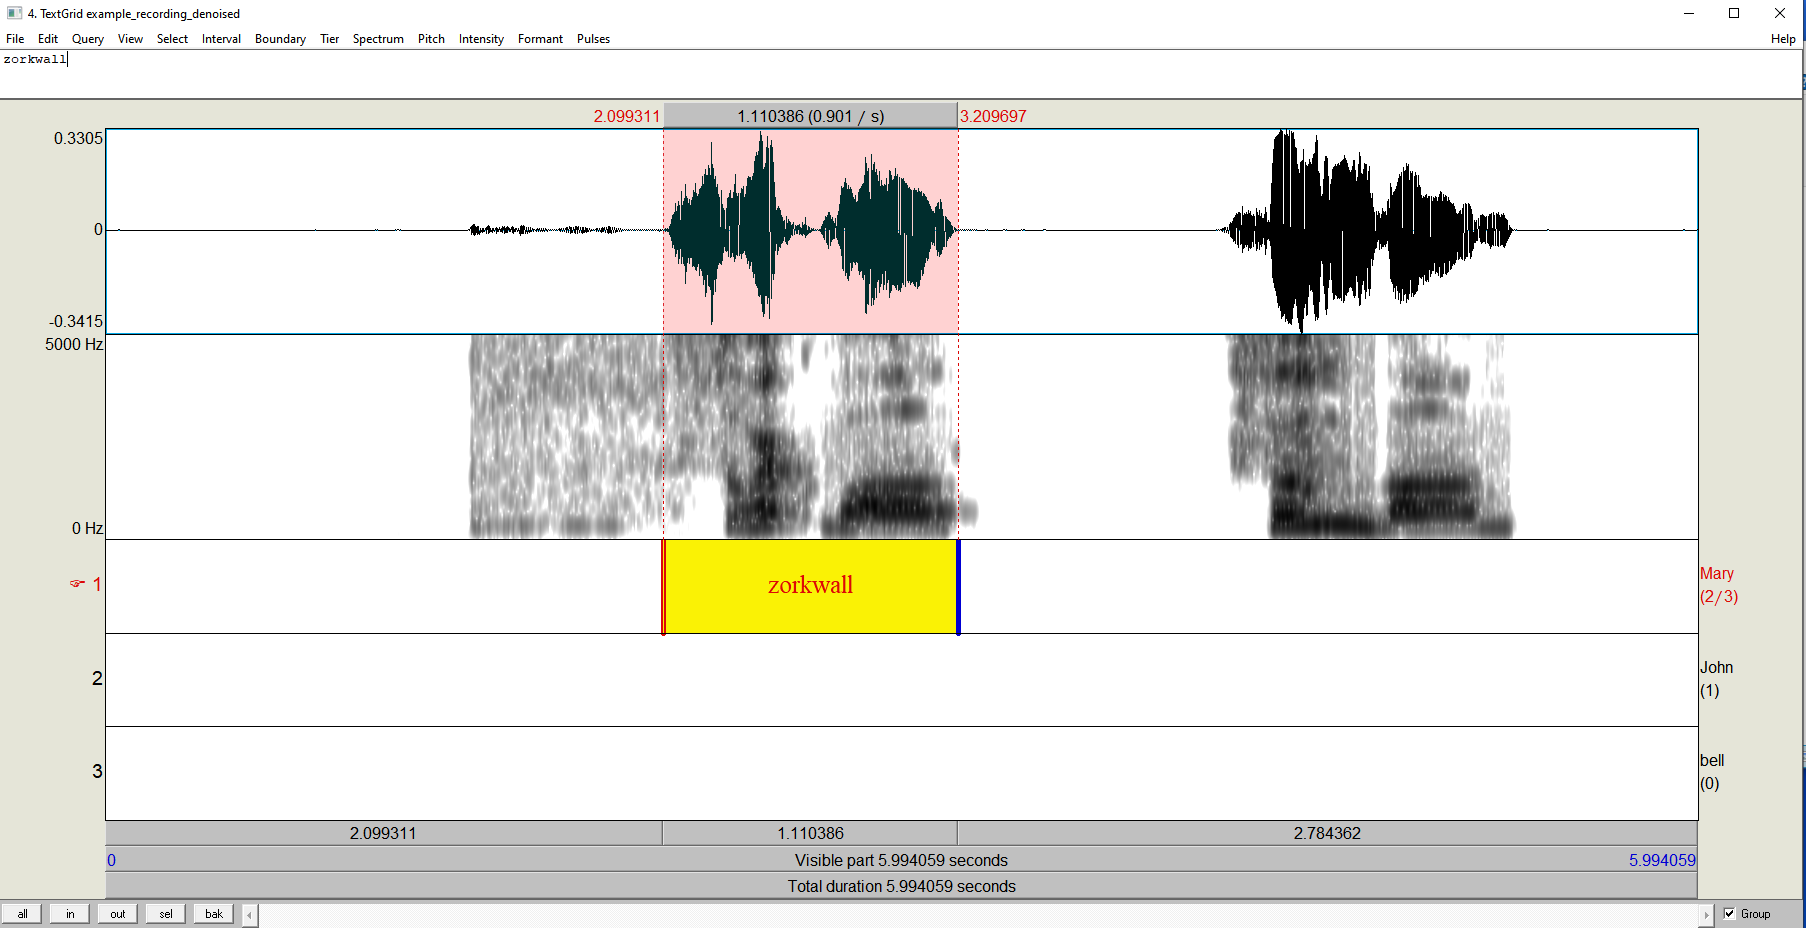 4. TextGrid example_recording_denoised
File Edit Query View Select Interval Boundary Tier Spectrum Pitch Intensity Formant Pulses Help
zorkwall
2.099311 1.110386 (0.901 / s) 3.209697
0.3305
0
-0.3415
5000 Hz
0 Hz
zorkwall
☞ 1
Mary
(2/3)
2
John
(1)
3
bell
(0)
2.099311 1.110386 2.784362
0 Visible part 5.994059 seconds 5.994059
Total duration 5.994059 seconds
all in out sel bak Group